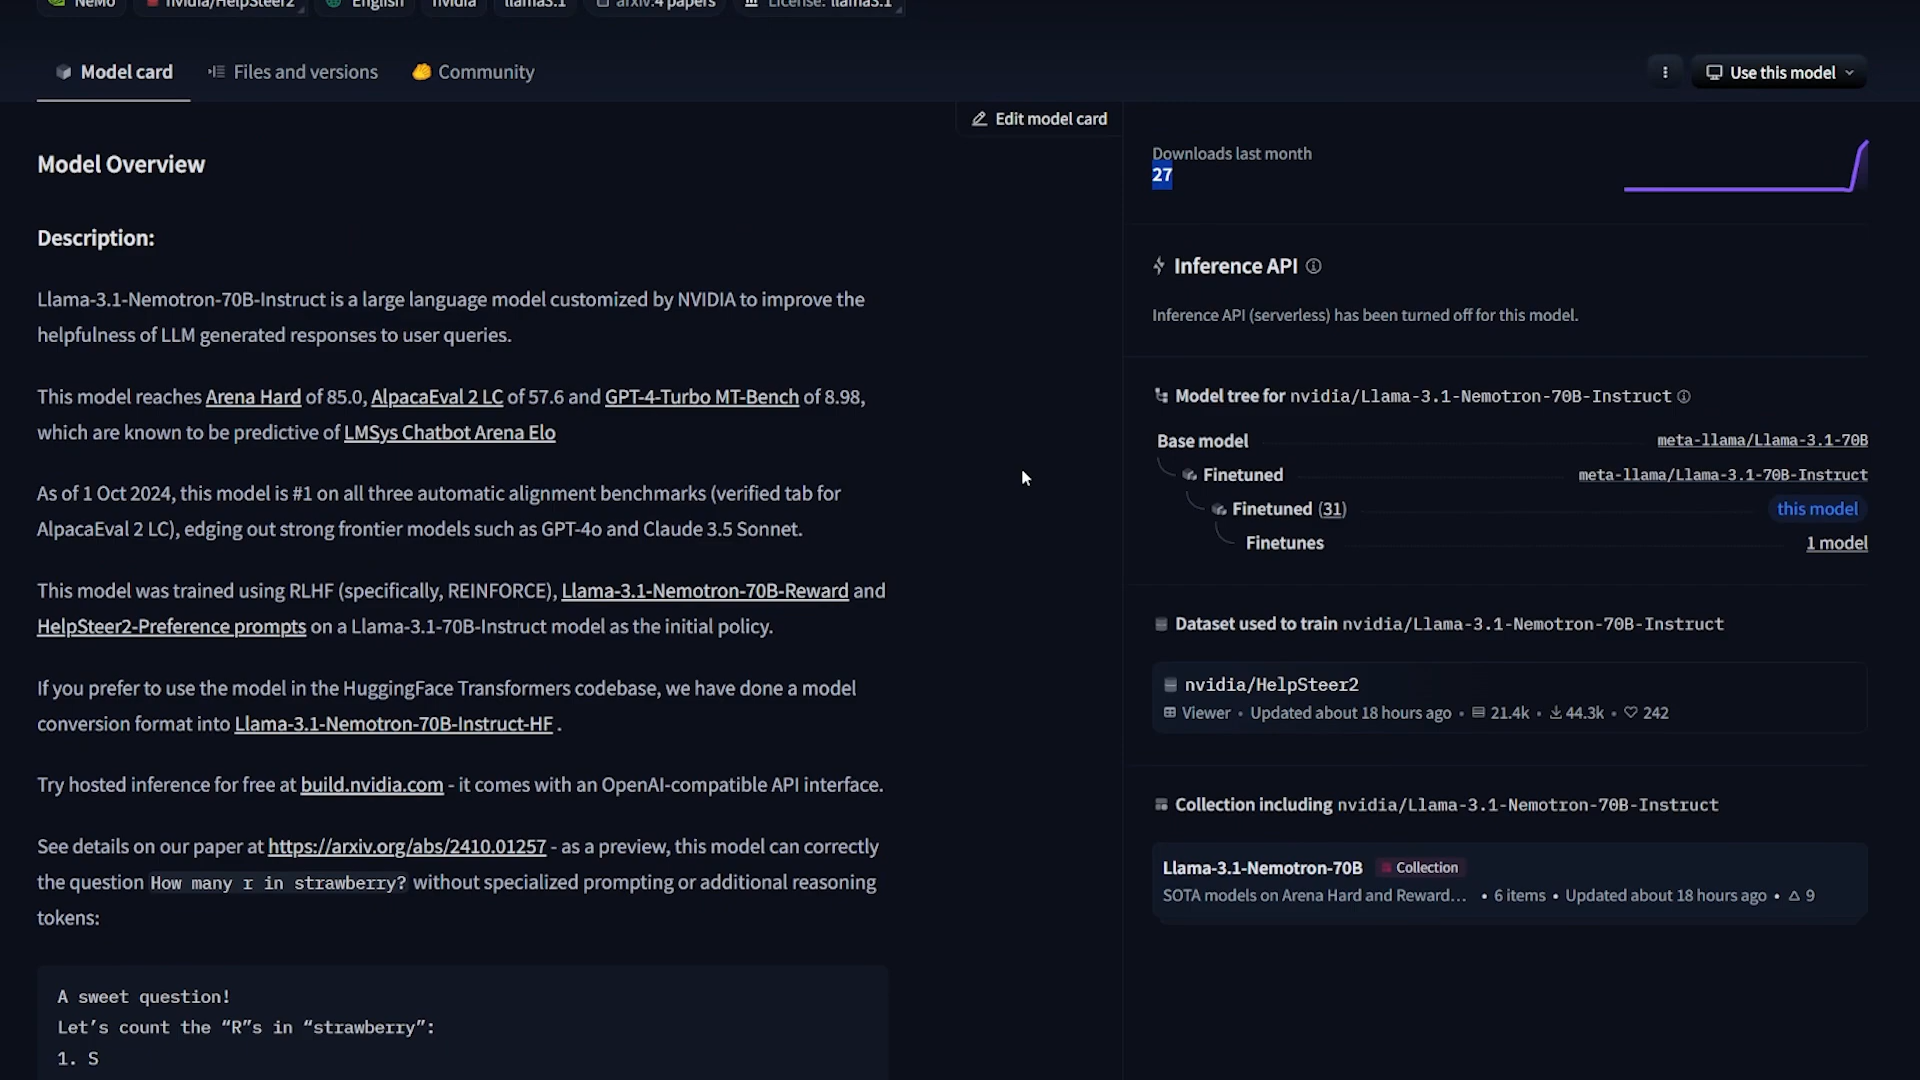 NeMo nvidia/HelpSteer2 English nvidia llama3.1 arxiv:4 papers License: llama3.1
Model card Files and versions Community
Use this model
Edit model card
Model Overview
Description:
Llama-3.1-Nemotron-70B-Instruct is a large language model customized by NVIDIA to improve the
helpfulness of LLM generated responses to user queries.
This model reaches Arena Hard of 85.0, AlpacaEval 2 LC of 57.6 and GPT-4-Turbo MT-Bench of 8.98,
which are known to be predictive of LMSys Chatbot Arena Elo
As of 1 Oct 2024, this model is #1 on all three automatic alignment benchmarks (verified tab for
AlpacaEval 2 LC), edging out strong frontier models such as GPT-4o and Claude 3.5 Sonnet.
This model was trained using RLHF (specifically, REINFORCE), Llama-3.1-Nemotron-70B-Reward and
HelpSteer2-Preference prompts on a Llama-3.1-70B-Instruct model as the initial policy.
If you prefer to use the model in the HuggingFace Transformers codebase, we have done a model
conversion format into Llama-3.1-Nemotron-70B-Instruct-HF .
Try hosted inference for free at build.nvidia.com - it comes with an OpenAI-compatible API interface.
See details on our paper at https://arxiv.org/abs/2410.01257 - as a preview, this model can correctly
the question How many r in strawberry? without specialized prompting or additional reasoning
tokens:
A sweet question!
Let’s count the “R”s in “strawberry”:
1. S
Downloads last month
27
Inference API
Inference API (serverless) has been turned off for this model.
Model tree for nvidia/Llama-3.1-Nemotron-70B-Instruct
Base model meta-llama/Llama-3.1-70B
Finetuned meta-llama/Llama-3.1-70B-Instruct
Finetuned (31) this model
Finetunes 1 model
Dataset used to train nvidia/Llama-3.1-Nemotron-70B-Instruct
nvidia/HelpSteer2
Viewer • Updated about 18 hours ago • 21.4k • 44.3k • 242
Collection including nvidia/Llama-3.1-Nemotron-70B-Instruct
Llama-3.1-Nemotron-70B Collection
SOTA models on Arena Hard and Reward… • 6 items • Updated about 18 hours ago • 9